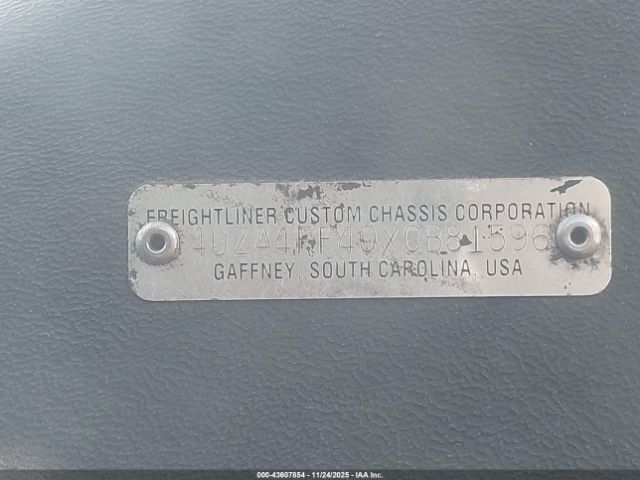 FREIGHTLINER CUSTOM CHASSIS CORPORATION
4UZA4FF40XCB81596
GAFFNEY, SOUTH CAROLINA, USA
000-43607854 - 11/24/2025 - IAA Inc.